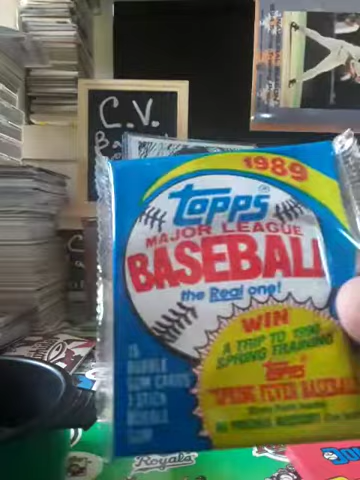 C.V.
1989
TOPPS
MAJOR LEAGUE
BASEBALL
the Real one!
WIN
A TRIP TO 1990
SPRING TRAINING
Topps
SPRING FEVER BASEBALL
15
BUBBLE
GUM CARDS
1 STICK
BUBBLE
GUM
Royals